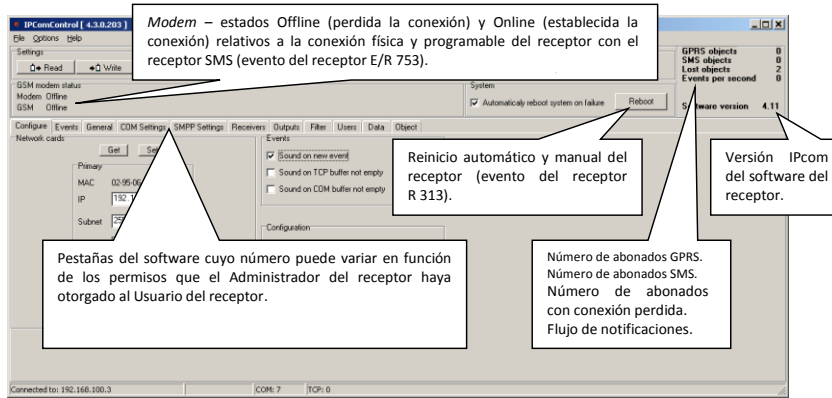 IPComControl [ 4.3.0.203 ]
File Options Help
Modem – estados Offline (perdida la conexión) y Online (establecida la
conexión) relativos a la conexión física y programable del receptor con el
receptor SMS (evento del receptor E/R 753).
Settings
Read Write
GPRS objects 0
SMS objects 0
Lost objects 2
Events per second 0
Software version 4.11
GSM modem status
Modem Offline
GSM Offline
System
Automaticaly reboot system on failure Reboot
Configure Events General COM Settings SMPP Settings Receivers Outputs Filter Users Data Object
Network cards
Get Set
Primary
MAC 02-95-06
IP 192.1
Subnet 255
Events
Sound on new event
Sound on TCP buffer not empty
Sound on COM buffer not empty
Configuration
Reinicio automático y manual del
receptor (evento del receptor
R 313).
Versión IPcom
del software del
receptor.
Pestañas del software cuyo número puede variar en función
de los permisos que el Administrador del receptor haya
otorgado al Usuario del receptor.
Número de abonados GPRS.
Número de abonados SMS.
Número de abonados
con conexión perdida.
Flujo de notificaciones.
Connected to: 192.168.100.3 COM: 7 TCP: 0